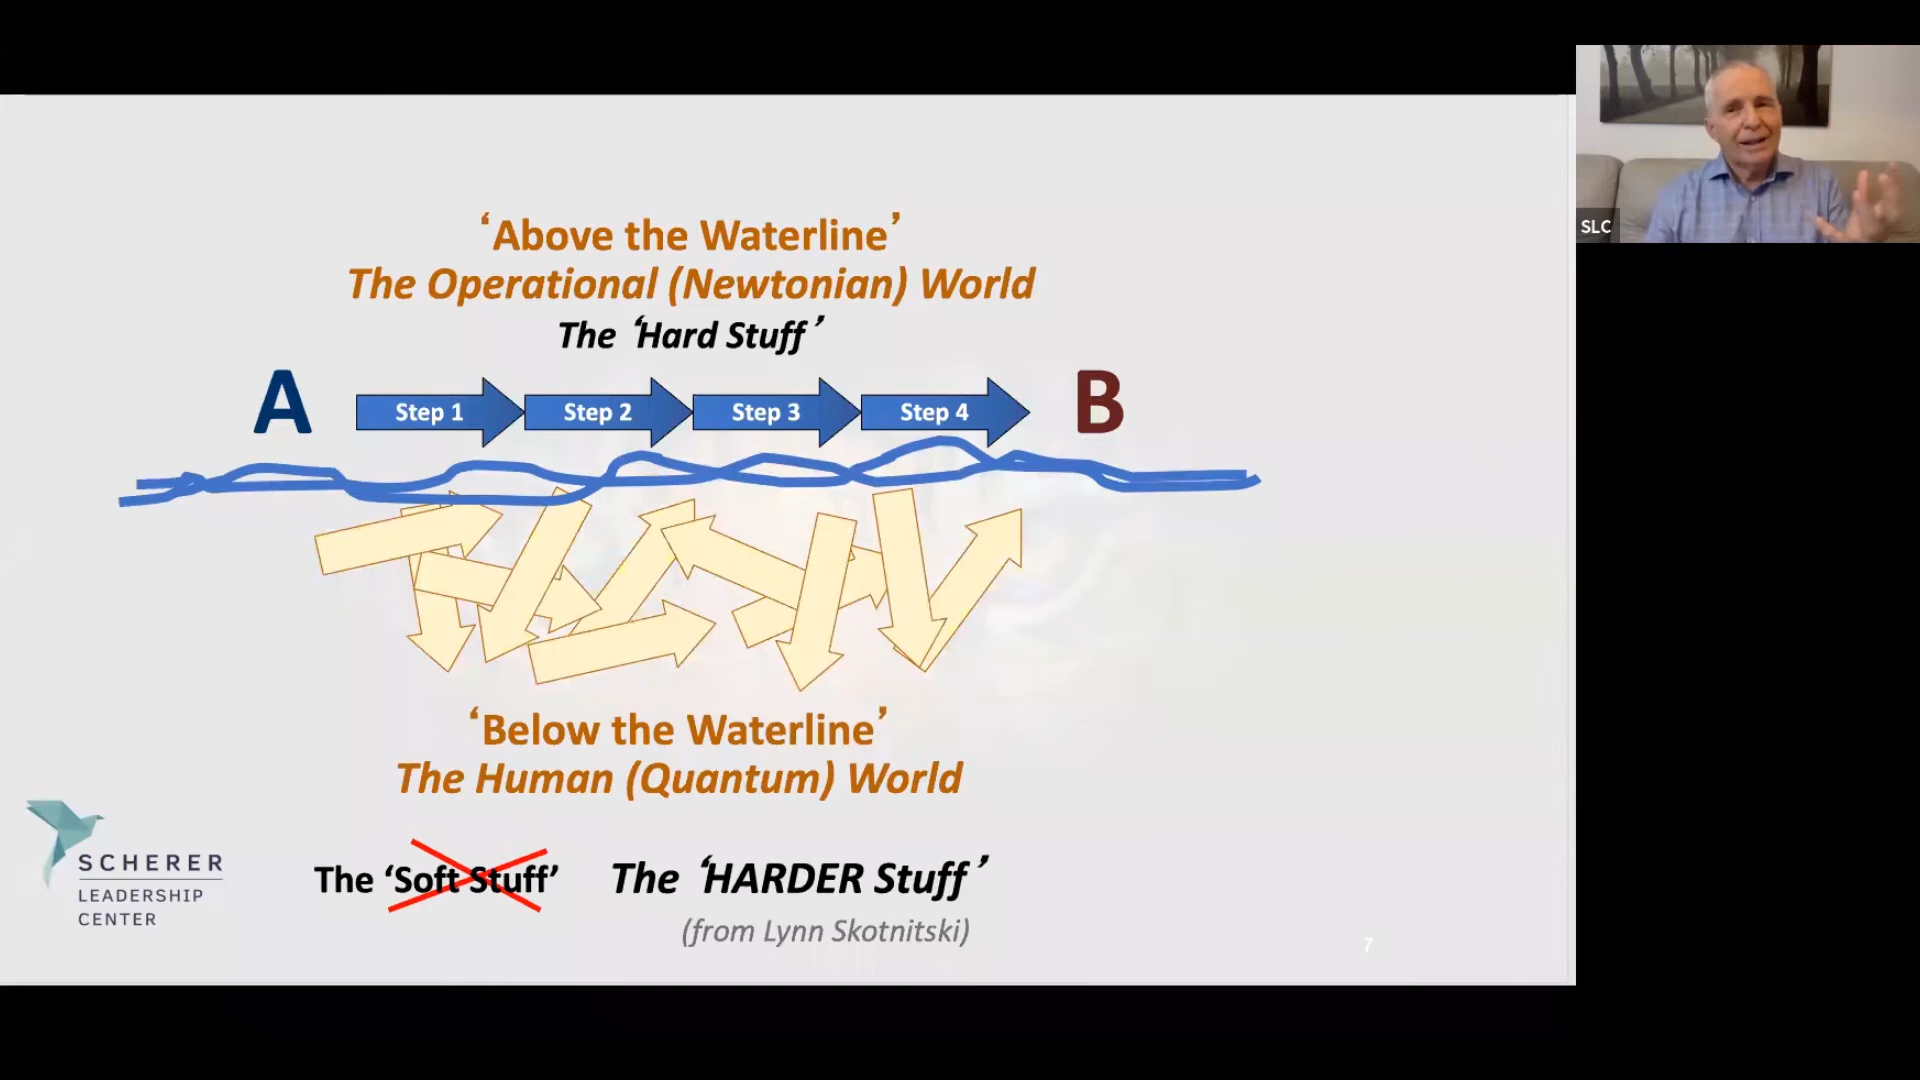 ‘Above the Waterline’
The Operational (Newtonian) World
The ‘Hard Stuff’
A
Step 1
Step 2
Step 3
Step 4
B
‘Below the Waterline’
The Human (Quantum) World
The ‘Soft Stuff’
The ‘HARDER Stuff’
(from Lynn Skotnitski)
SCHERER
LEADERSHIP
CENTER
7
SLC